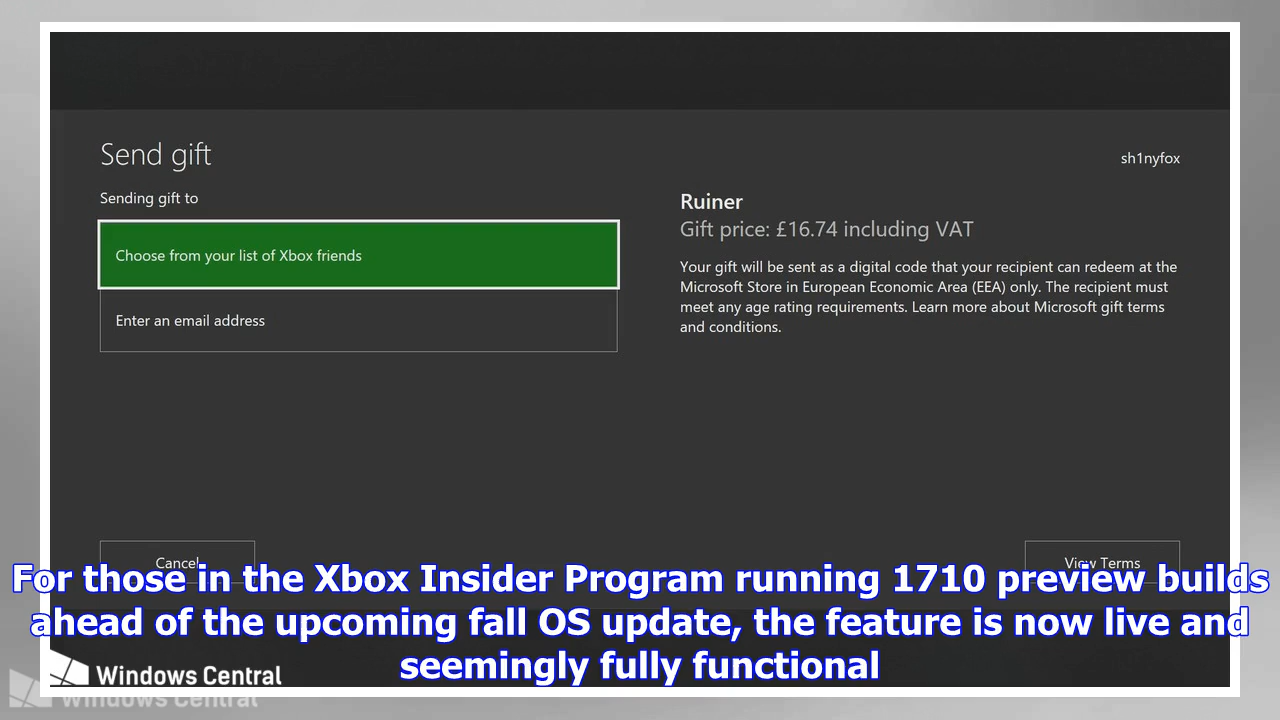 Send gift
sh1nyfox
Sending gift to
Choose from your list of Xbox friends
Enter an email address
Ruiner
Gift price: £16.74 including VAT
Your gift will be sent as a digital code that your recipient can redeem at the
Microsoft Store in European Economic Area (EEA) only. The recipient must
meet any age rating requirements. Learn more about Microsoft gift terms
and conditions.
Cancel
View Terms
For those in the Xbox Insider Program running 1710 preview builds
ahead of the upcoming fall OS update, the feature is now live and
seemingly fully functional
Windows Central
Windows Central